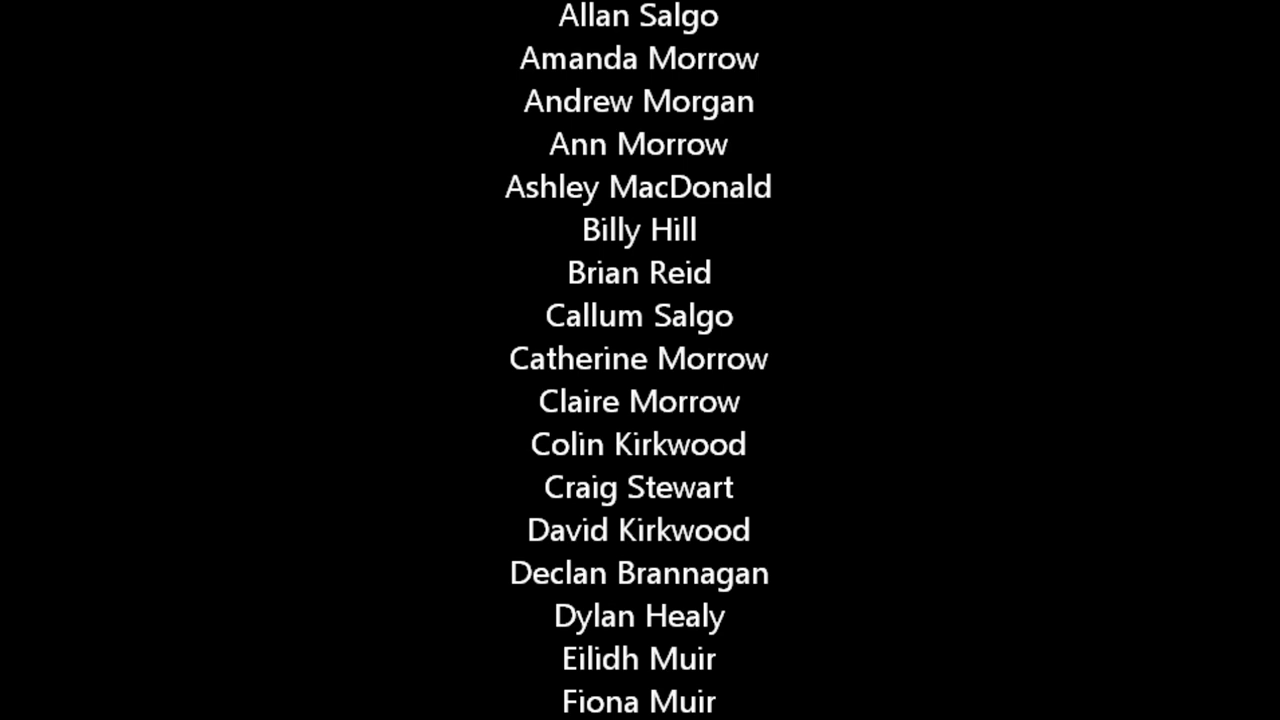 Allan Salgo
Amanda Morrow
Andrew Morgan
Ann Morrow
Ashley MacDonald
Billy Hill
Brian Reid
Callum Salgo
Catherine Morrow
Claire Morrow
Colin Kirkwood
Craig Stewart
David Kirkwood
Declan Brannagan
Dylan Healy
Eilidh Muir
Fiona Muir